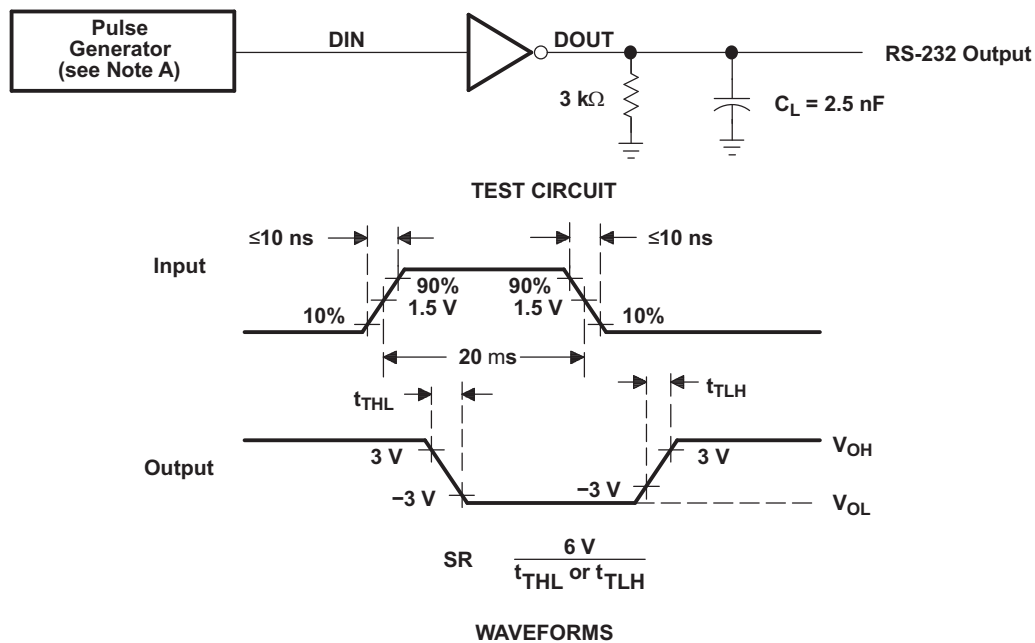 Pulse
Generator
(see Note A)
DIN
DOUT
RS-232 Output
3 kΩ
C_L = 2.5 nF
TEST CIRCUIT
≤10 ns
≤10 ns
Input
90%
90%
1.5 V
1.5 V
10%
10%
20 ms
t_THL
t_TLH
Output
3 V
3 V
V_OH
−3 V
−3 V
V_OL
SR
6 V
t_THL or t_TLH
WAVEFORMS